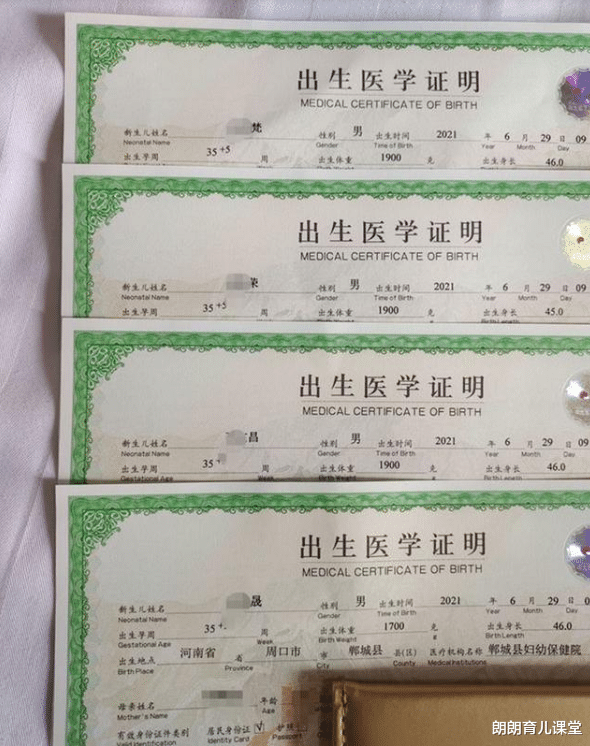 出生医学证明
MEDICAL CERTIFICATE OF BIRTH
新生儿姓名 梵 性别 男 出生时间 2021 年 6 月 29 日 09
Neonatal Name Gender Time of Birth Year Month Day
出生孕周 35 +5 周 出生体重 1900 克 出生身长 46.0
出生医学证明
MEDICAL CERTIFICATE OF BIRTH
新生儿姓名 荣 性别 男 出生时间 2021 年 6 月 29 日 09
Neonatal Name Gender Time of Birth Year Month Day
出生孕周 35 +5 周 出生体重 1900 克 出生身长 45.0
Birth Length
出生医学证明
MEDICAL CERTIFICATE OF BIRTH
新生儿姓名 昌 性别 男 出生时间 2021 年 6 月 29 日 09
Neonatal Name Gender Time of Birth Year Month Day
出生孕周 35 + 周 出生体重 1900 克 出生身长 46.0
Gestational Age Week Birth Weight g Birth Length
出生医学证明
MEDICAL CERTIFICATE OF BIRTH
新生儿姓名 晟 性别 男 出生时间 2021 年 6 月 29 日
Neonatal Name Gender Time of Birth Year Month Day
出生孕周 35 + 周 出生体重 1700 克 出生身长 46.0
Gestational Age Week Birth Weight g Birth Length
出生地点 河南省 省 周口市 市 郸城县 县(区) 医疗机构名称 郸城县妇幼保健院
Birth Place Province City County Medical Institutions
母亲姓名 年龄
Mother's Name Age
有效身份证件类别 居民身份证 √ 护照
Valid Identification Identity Card Passport
朗朗育儿课堂